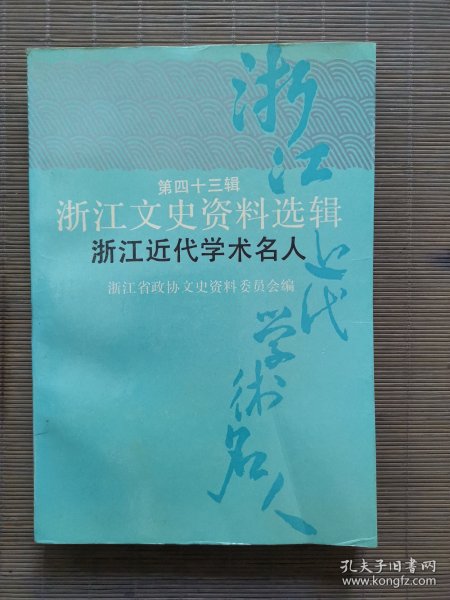 第四十三辑
浙江文史资料选辑
浙江近代学术名人
浙江省政协文史资料委员会编
浙江近代学術名人
孔夫子旧书网
www.kongfz.com